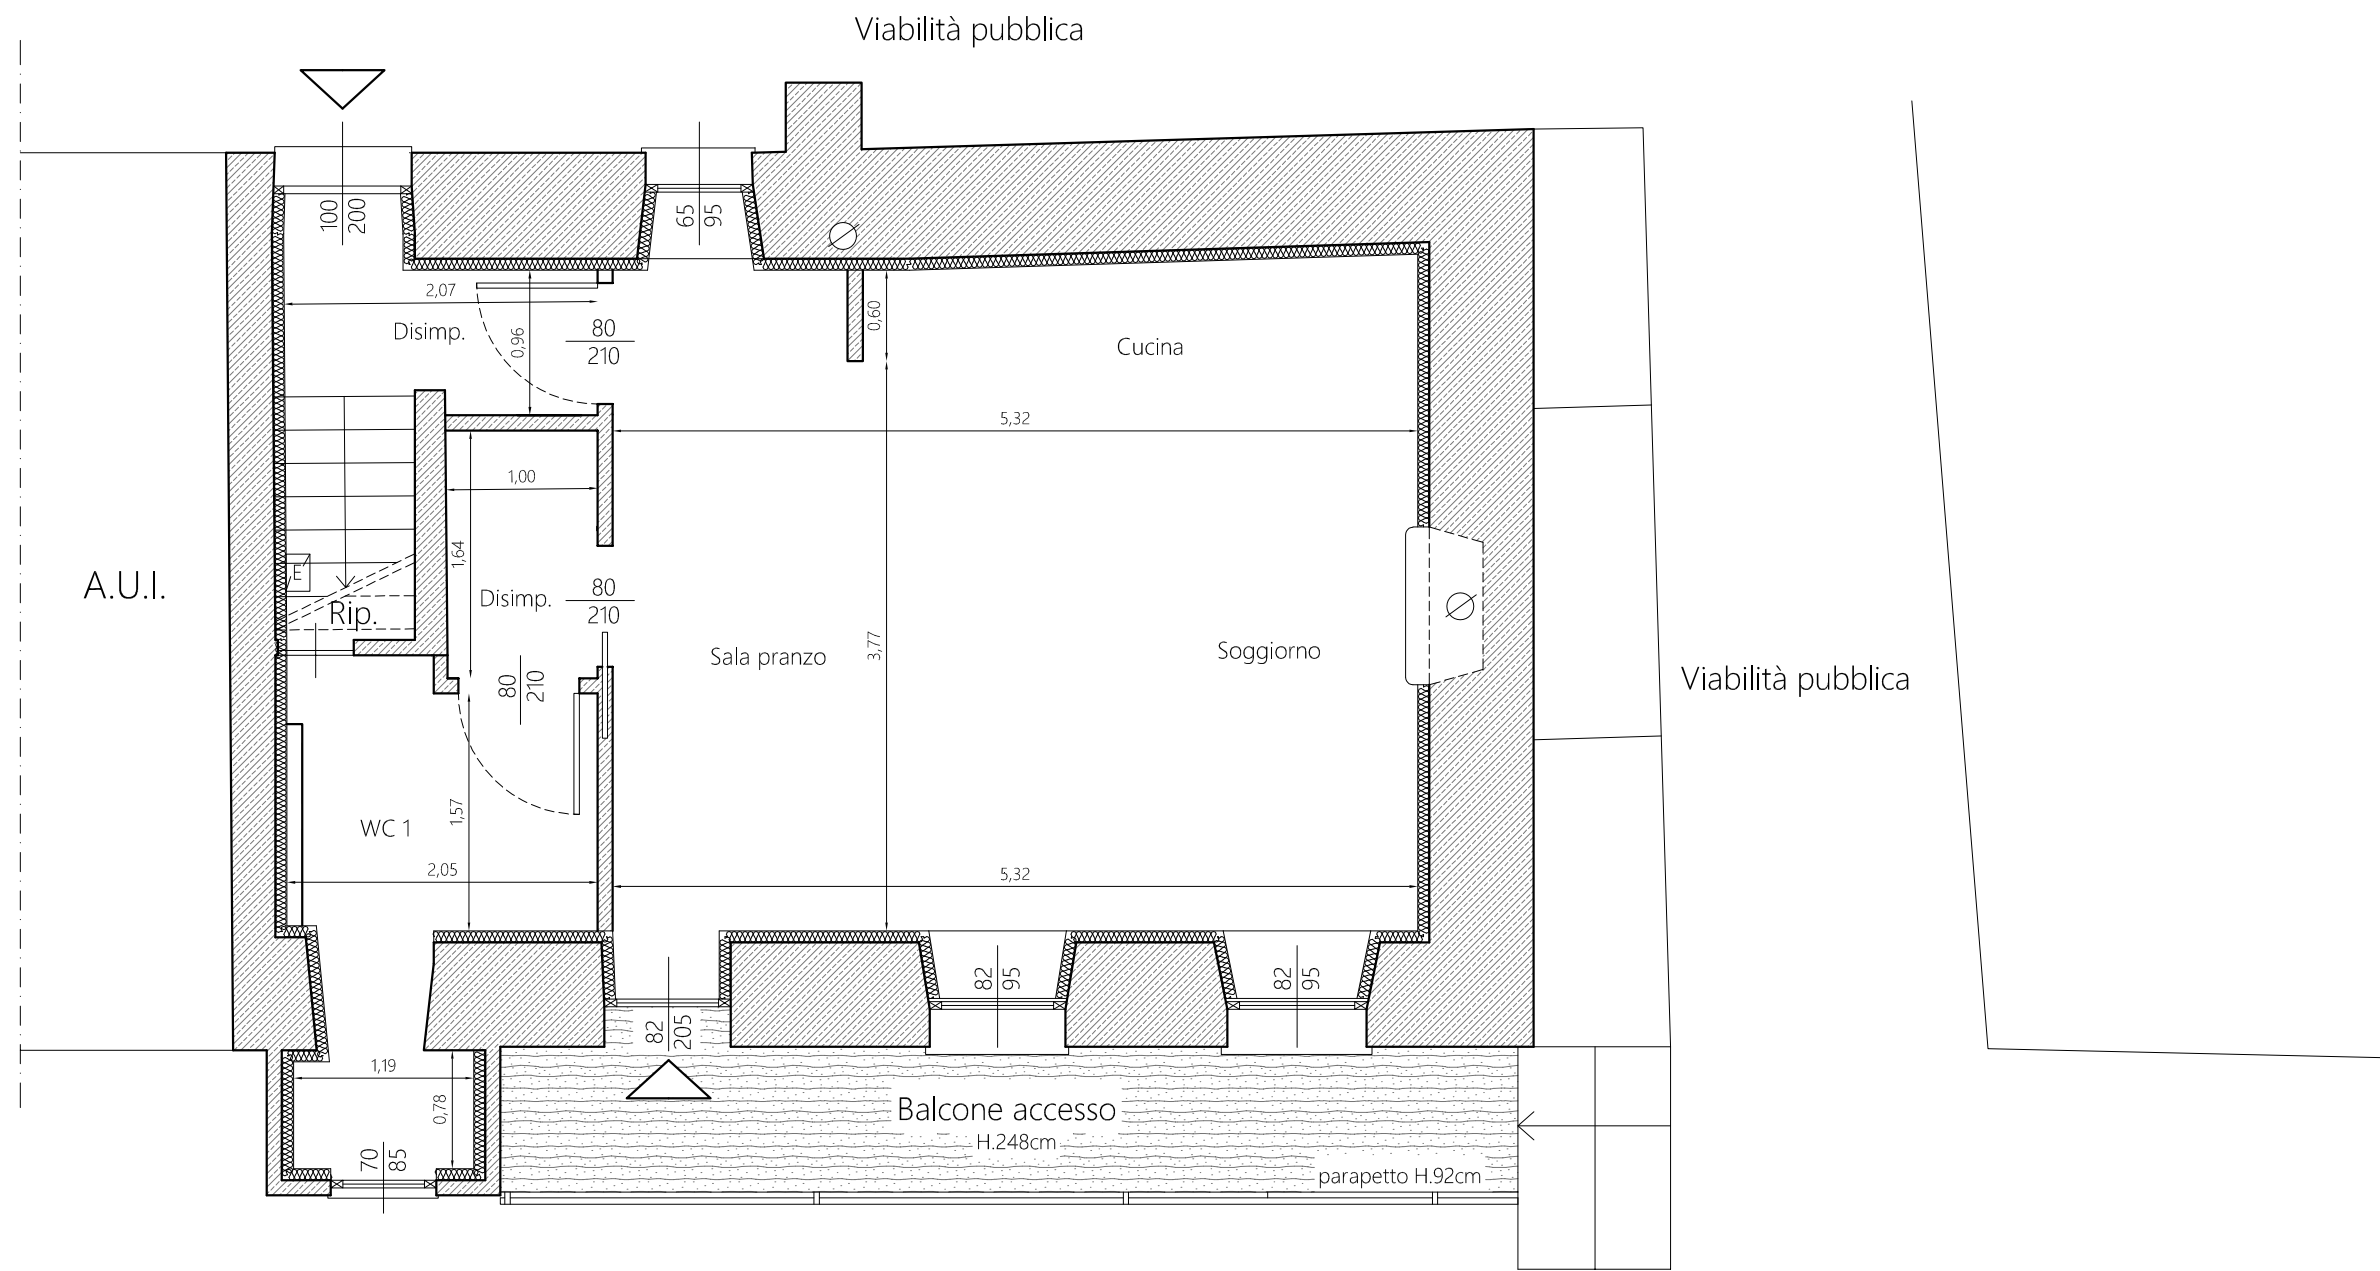 Viabilità pubblica
100
200
65
95
2,07
Disimp.
0,96
80
210
0,60
Cucina
5,32
1,00
1,64
A.U.I.
E
Rip.
Disimp.
80
210
80
210
Sala pranzo
3,77
Soggiorno
Viabilità pubblica
WC 1
1,57
2,05
5,32
82
205
82
95
82
95
1,19
0,78
70
85
Balcone accesso
H.248cm
parapetto H.92cm